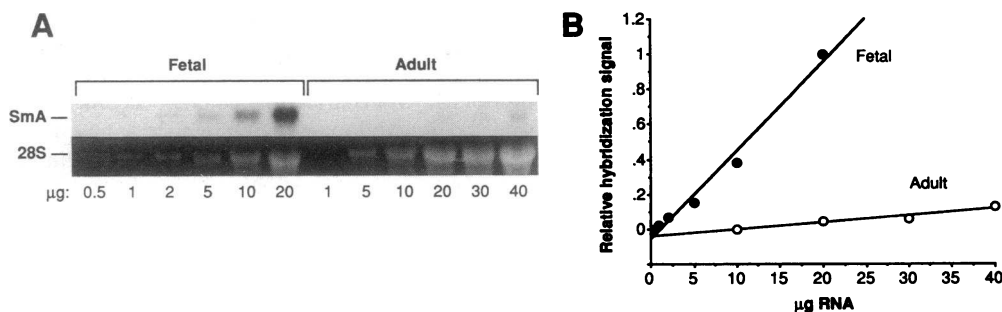 A
Fetal Adult
SmA
28S
µg: 0.5 1 2 5 10 20 1 5 10 20 30 40
B
Relative hybridization signal
1.2
1
.8
.6
.4
.2
0
Fetal
Adult
0 5 10 15 20 25 30 35 40
µg RNA